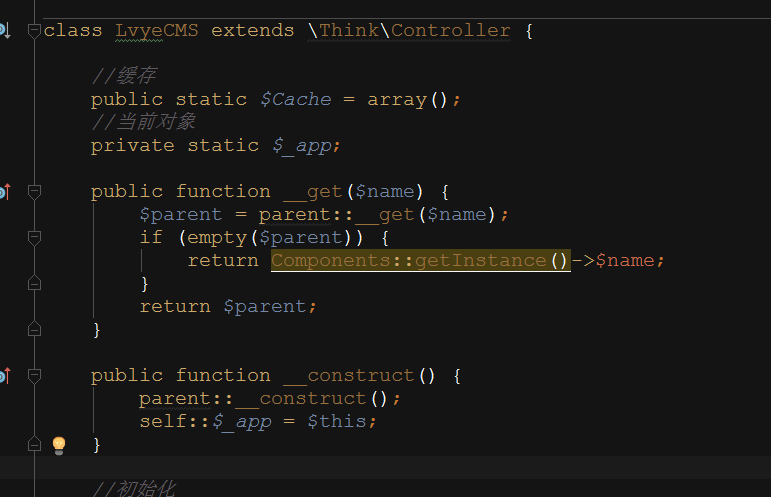 class LvyeCMS extends \Think\Controller {
//缓存
public static $Cache = array();
//当前对象
private static $_app;
public function __get($name) {
$parent = parent::__get($name);
if (empty($parent)) {
return Components::getInstance()->$name;
}
return $parent;
}
public function __construct() {
parent::__construct();
self::$_app = $this;
}
//初始化